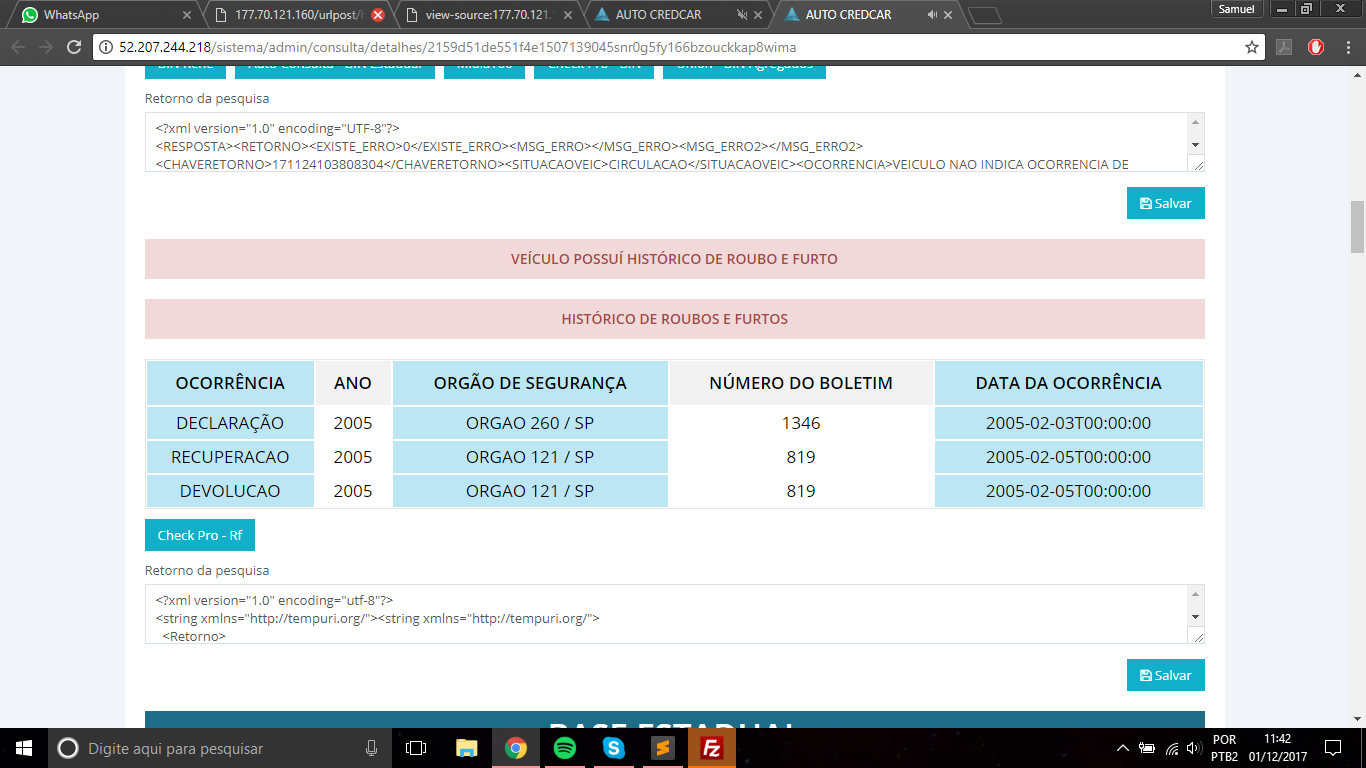 WhatsApp
177.70.121.160/urlpost/
view-source:177.70.121.
AUTO CREDCAR
AUTO CREDCAR
Samuel
52.207.244.218/sistema/admin/consulta/detalhes/2159d51de551f4e1507139045snr0g5fy166bzouckkap8wima
Retorno da pesquisa
<?xml version="1.0" encoding="UTF-8"?>
<RESPOSTA><RETORNO><EXISTE_ERRO>0</EXISTE_ERRO><MSG_ERRO></MSG_ERRO><MSG_ERRO2></MSG_ERRO2>
<CHAVERETORNO>171124103808304</CHAVERETORNO><SITUACAOVEIC>CIRCULACAO</SITUACAOVEIC><OCORRENCIA>VEICULO NAO INDICA OCORRENCIA DE
Salvar
VEÍCULO POSSUÍ HISTÓRICO DE ROUBO E FURTO
HISTÓRICO DE ROUBOS E FURTOS
OCORRÊNCIA ANO ORGÃO DE SEGURANÇA NÚMERO DO BOLETIM DATA DA OCORRÊNCIA
DECLARAÇÃO 2005 ORGAO 260 / SP 1346 2005-02-03T00:00:00
RECUPERACAO 2005 ORGAO 121 / SP 819 2005-02-05T00:00:00
DEVOLUCAO 2005 ORGAO 121 / SP 819 2005-02-05T00:00:00
Check Pro - Rf
Retorno da pesquisa
<?xml version="1.0" encoding="utf-8"?>
<string xmlns="http://tempuri.org/"><string xmlns="http://tempuri.org/">
<Retorno>
Salvar
BASE ESTADUAL
Digite aqui para pesquisar
POR
PTB2
11:42
01/12/2017